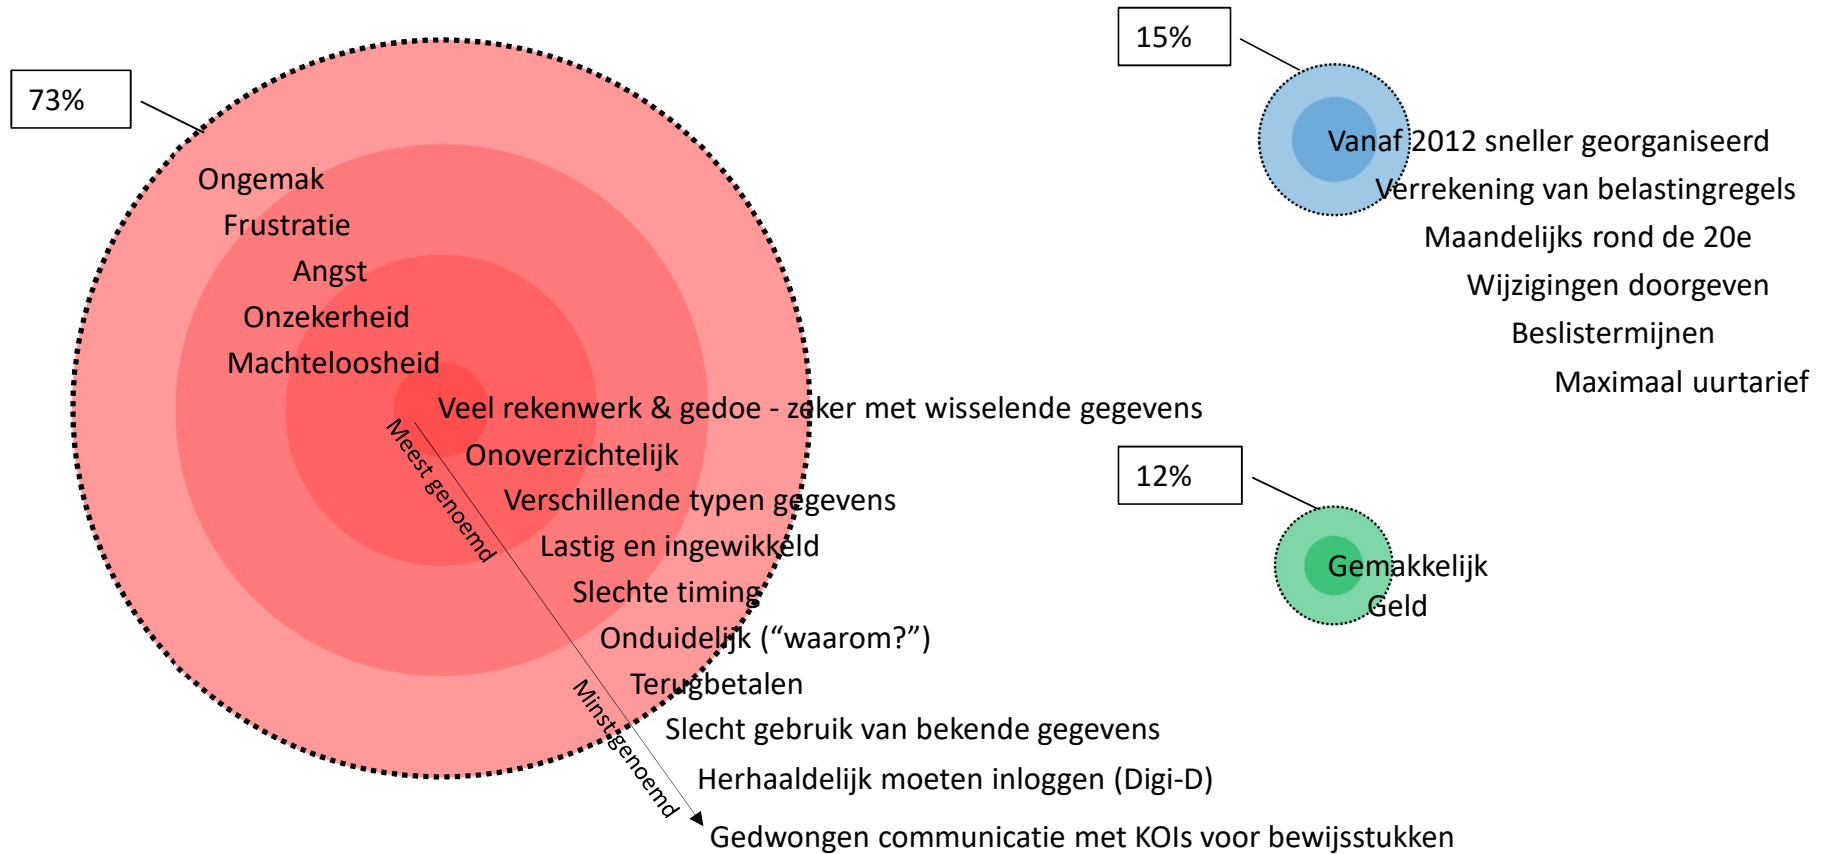 73%
Ongemak
Frustratie
Angst
Onzekerheid
Machteloosheid
Veel rekenwerk & gedoe - zeker met wisselende gegevens
Onoverzichtelijk
Verschillende typen gegevens
Lastig en ingewikkeld
Slechte timing
Onduidelijk (“waarom?”)
Terugbetalen
Slecht gebruik van bekende gegevens
Herhaaldelijk moeten inloggen (Digi-D)
Gedwongen communicatie met KOIs voor bewijsstukken
Meest genoemd
Minst genoemd
15%
Vanaf 2012 sneller georganiseerd
Verrekening van belastingregels
Maandelijks rond de 20e
Wijzigingen doorgeven
Beslistermijnen
Maximaal uurtarief
12%
Gemakkelijk
Geld